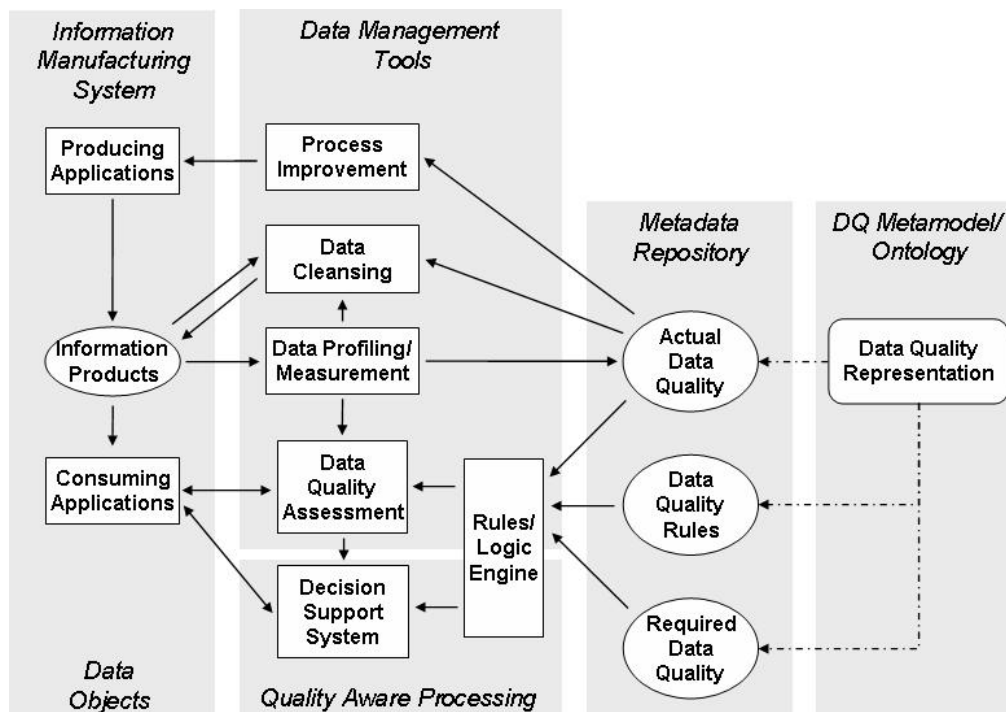 Information
Manufacturing
System
Data Management
Tools
Producing
Applications
Process
Improvement
Metadata
Repository
DQ Metamodel/
Ontology
Data
Cleansing
Information
Products
Data Profiling/
Measurement
Actual
Data
Quality
Data Quality
Representation
Consuming
Applications
Data
Quality
Assessment
Rules/
Logic
Engine
Data
Quality
Rules
Decision
Support
System
Required
Data
Quality
Data
Objects
Quality Aware Processing